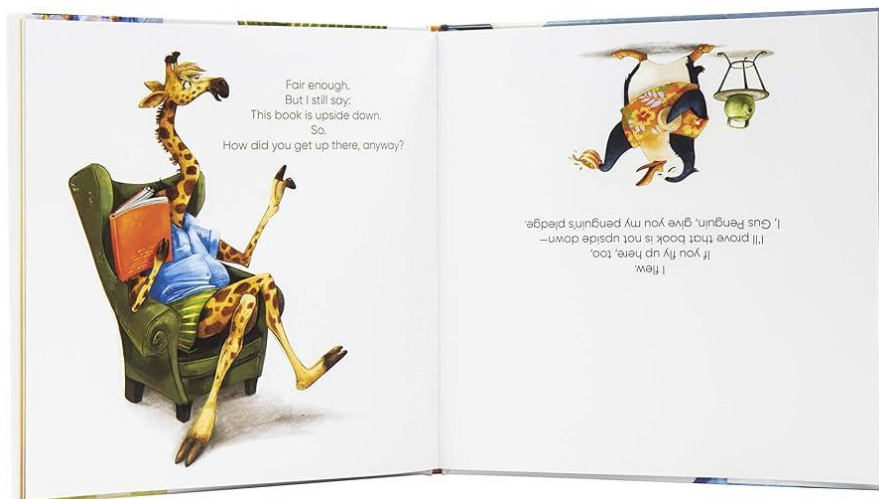 Fair enough.
But I still say:
This book is upside down.
So.
How did you get up there, anyway?
I flew.
If you fly up here, too,
I'll prove that book is not upside down—
I, Gus Penguin, give you my penguin's pledge.